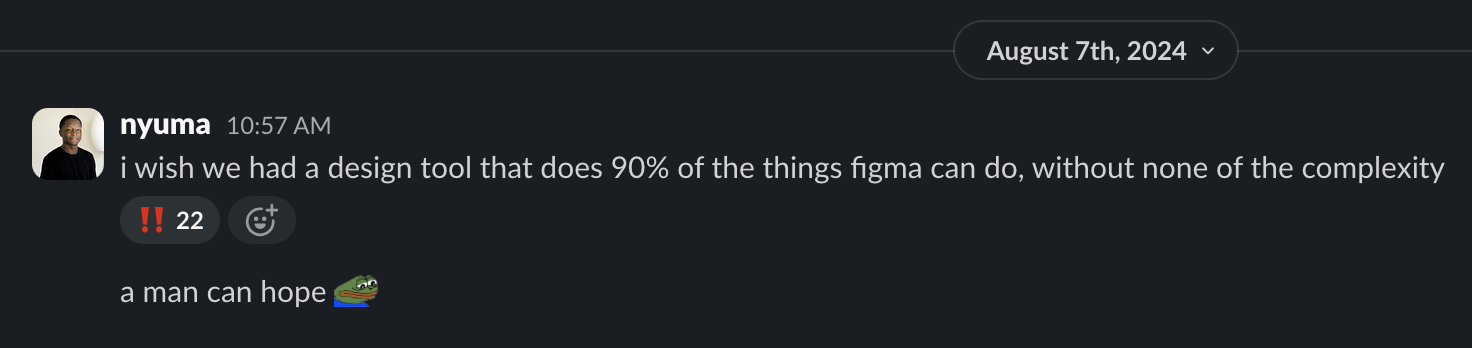 August 7th, 2024
nyuma 10:57 AM
i wish we had a design tool that does 90% of the things figma can do, without none of the complexity
‼️ 22
a man can hope